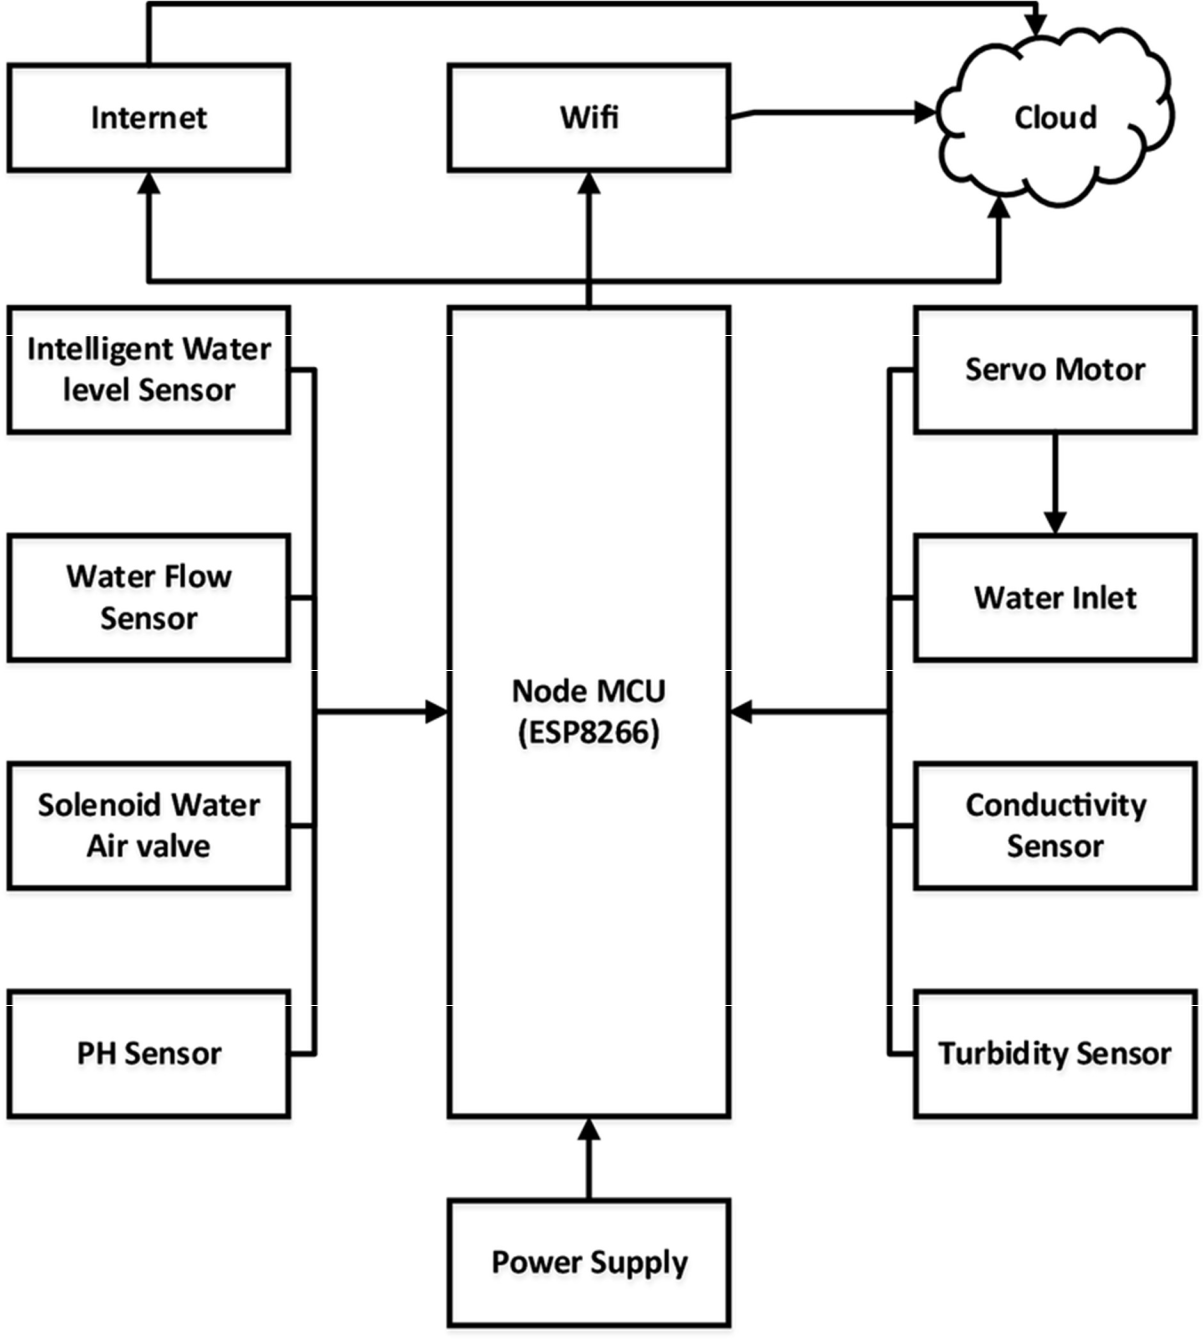 Internet
Wifi
Cloud
Intelligent Water
level Sensor
Servo Motor
Water Flow
Sensor
Water Inlet
Node MCU
(ESP8266)
Solenoid Water
Air valve
Conductivity
Sensor
PH Sensor
Turbidity Sensor
Power Supply